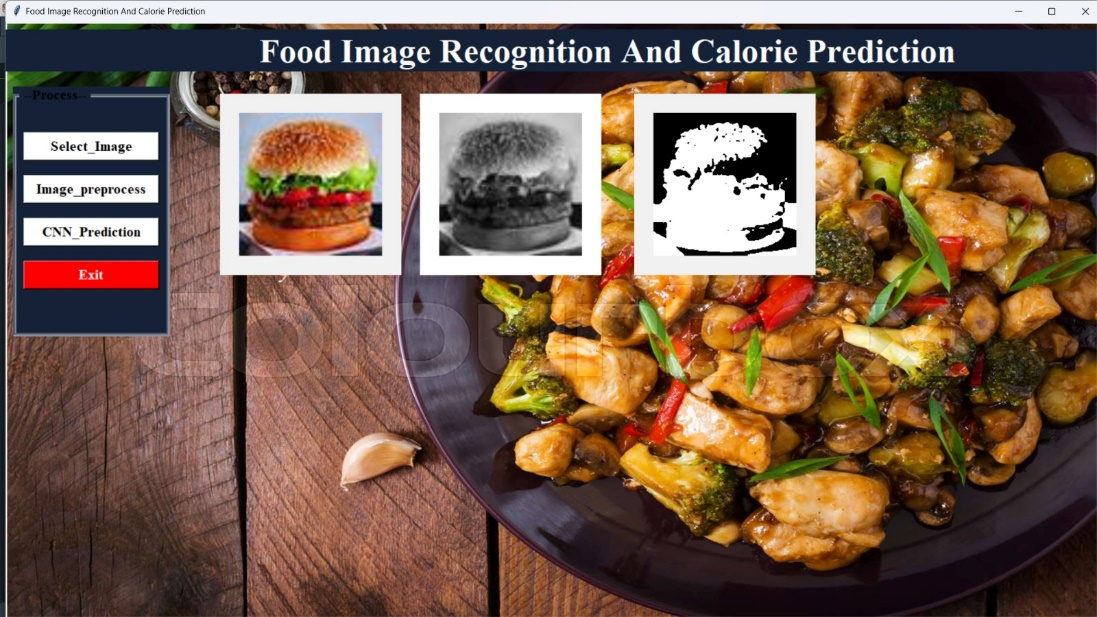 Food Image Recognition And Calorie Prediction
Food Image Recognition And Calorie Prediction
--Process--
Select_Image
Image_preprocess
CNN_Prediction
Exit